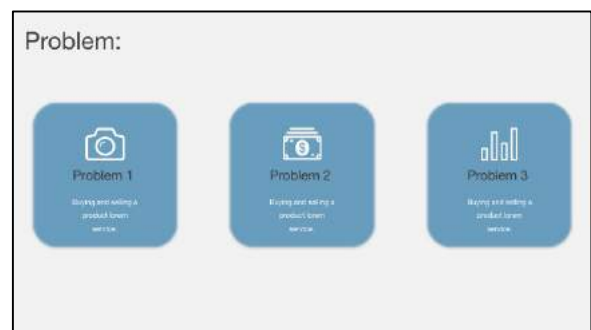 Problem:
Problem 1
Buying and selling a
product lorem
service.
Problem 2
Buying and selling a
product lorem
service.
Problem 3
Buying and selling a
product lorem
service.